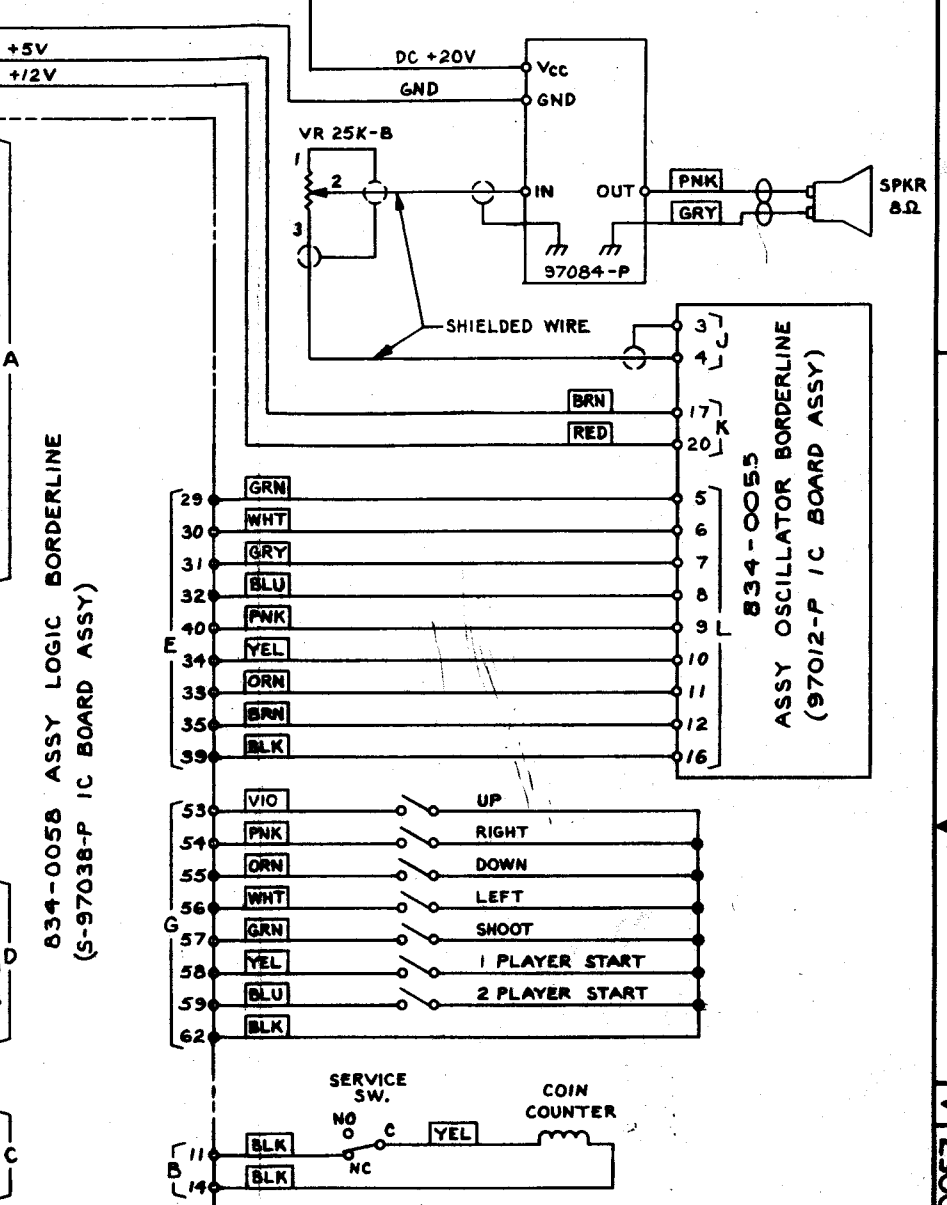 +5V
+12V
DC +20V
GND
VCC
GND
VR 25K-B
1
2
3
IN
OUT
97084-P
PNK
GRY
SPKR
8Ω
SHIELDED WIRE
3
4
J
BRN
17
RED
20
K
834-0055
ASSY OSCILLATOR BORDERLINE
(97012-P IC BOARD ASSY)
A
834-0058 ASSY LOGIC BORDERLINE
(S-97038-P IC BOARD ASSY)
E
L
29 GRN 5
30 WHT 6
31 GRY 7
32 BLU 8
40 PNK 9
34 YEL 10
33 ORN 11
35 BRN 12
39 BLK 16
G
53 VIO UP
54 PNK RIGHT
55 ORN DOWN
56 WHT LEFT
57 GRN SHOOT
58 YEL 1 PLAYER START
59 BLU 2 PLAYER START
62 BLK
D
SERVICE
SW.
COIN
COUNTER
NO
C
NC
YEL
C
B
11 BLK
14 BLK